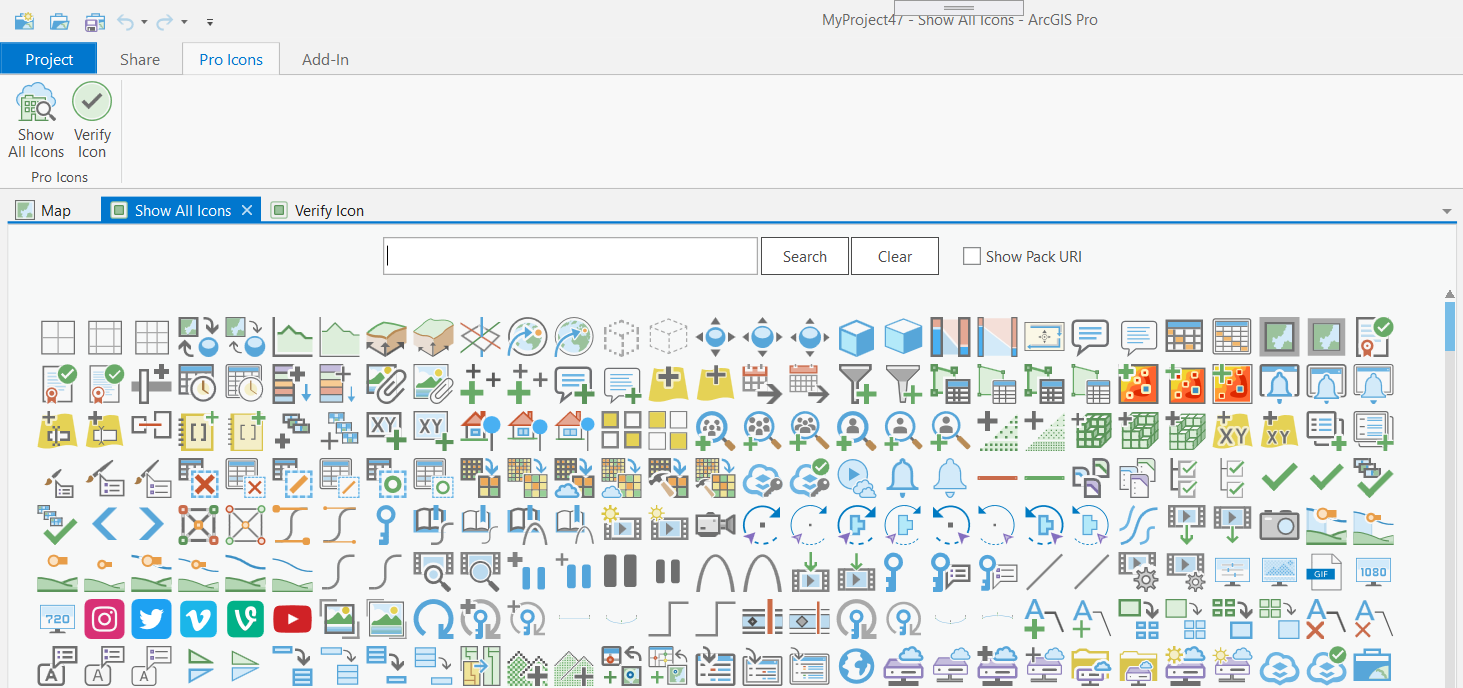 MyProject47 - Show All Icons - ArcGIS Pro
Project
Share
Pro Icons
Add-In
Show
All Icons
Verify
Icon
Pro Icons
Map
Show All Icons
Verify Icon
Search
Clear
Show Pack URI
XY
XY
XY
XY
GIF
1080
720
A
A
A
A
A
A
A